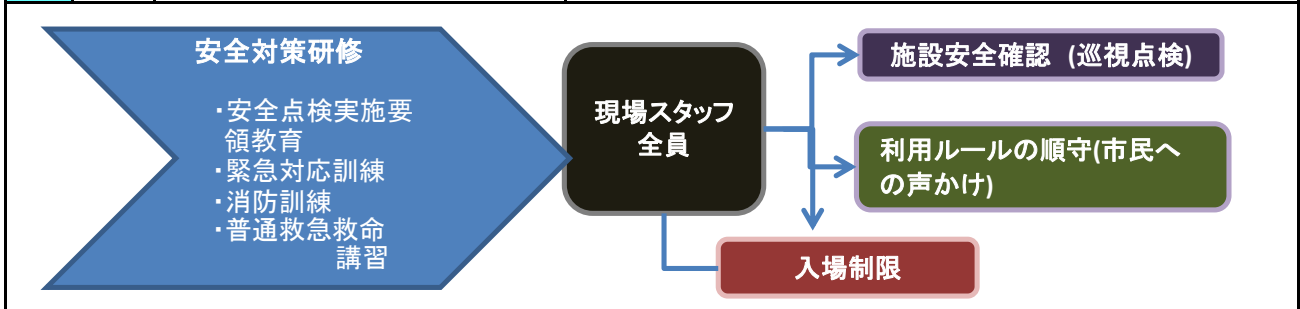 安全対策研修
・安全点検実施要
領教育
・緊急対応訓練
・消防訓練
・普通救急救命
講習
現場スタッフ
全員
施設安全確認 (巡視点検)
利用ルールの順守(市民へ
の声かけ)
入場制限